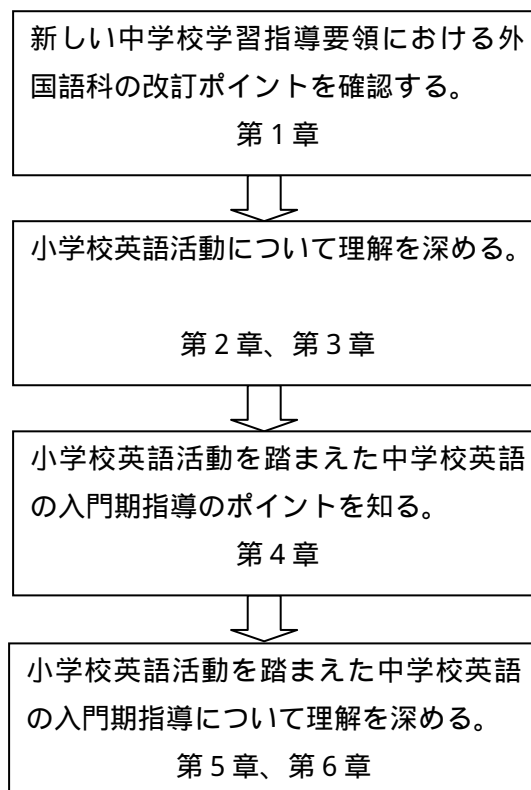 新しい中学校学習指導要領における外
国語科の改訂ポイントを確認する。
第1章
小学校英語活動について理解を深める。
第2章、第3章
小学校英語活動を踏まえた中学校英語
の入門期指導のポイントを知る。
第4章
小学校英語活動を踏まえた中学校英語
の入門期指導について理解を深める。
第5章、第6章